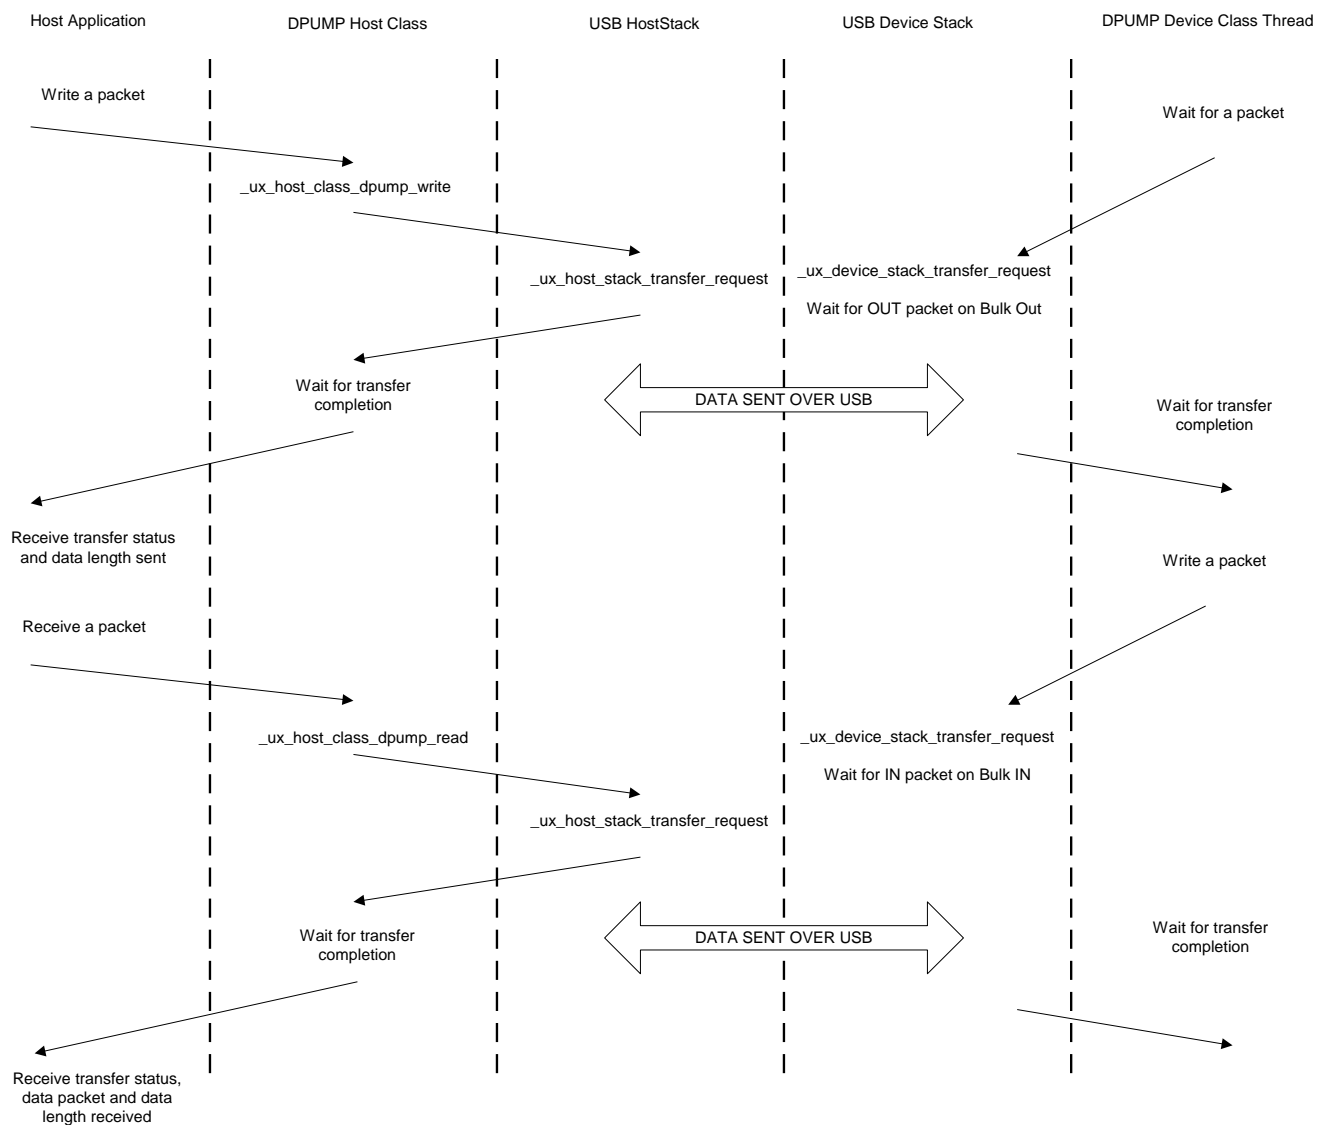 Host Application
DPUMP Host Class
USB HostStack
USB Device Stack
DPUMP Device Class Thread
Write a packet
Wait for a packet
_ux_host_class_dpump_write
_ux_host_stack_transfer_request
_ux_device_stack_transfer_request
Wait for OUT packet on Bulk Out
Wait for transfer
completion
DATA SENT OVER USB
Wait for transfer
completion
Receive transfer status
and data length sent
Write a packet
Receive a packet
_ux_host_class_dpump_read
_ux_device_stack_transfer_request
Wait for IN packet on Bulk IN
_ux_host_stack_transfer_request
Wait for transfer
completion
DATA SENT OVER USB
Wait for transfer
completion
Receive transfer status,
data packet and data
length received